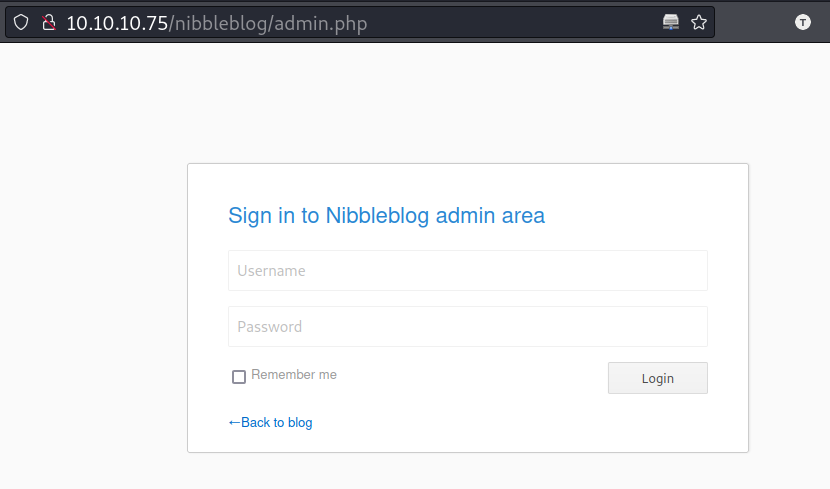 10.10.10.75/nibbleblog/admin.php
T
Sign in to Nibbleblog admin area
Username
Password
Remember me
Login
←Back to blog